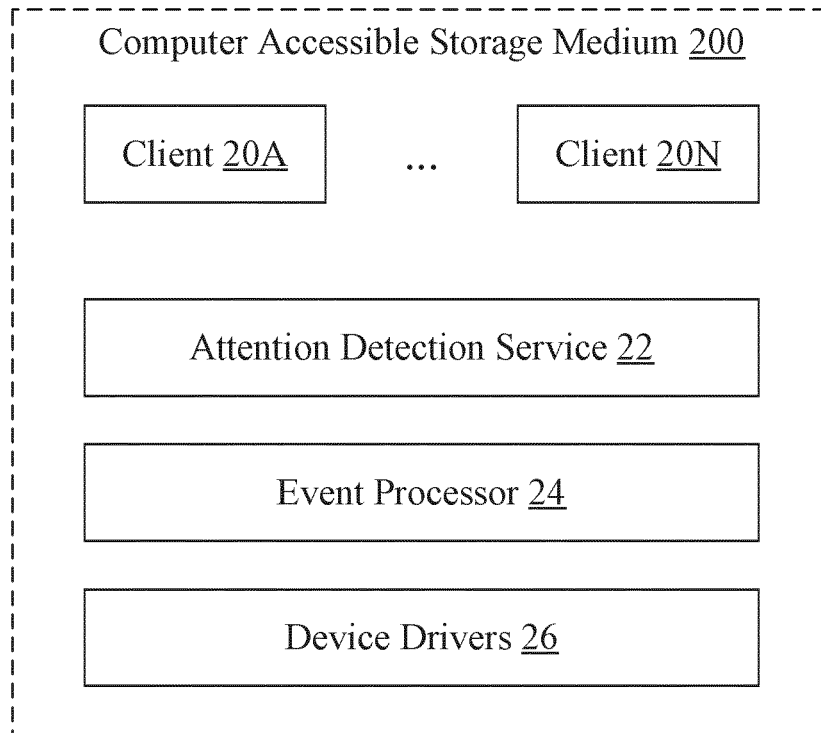 Computer Accessible Storage Medium 200
Client 20A ... Client 20N
Attention Detection Service 22
Event Processor 24
Device Drivers 26